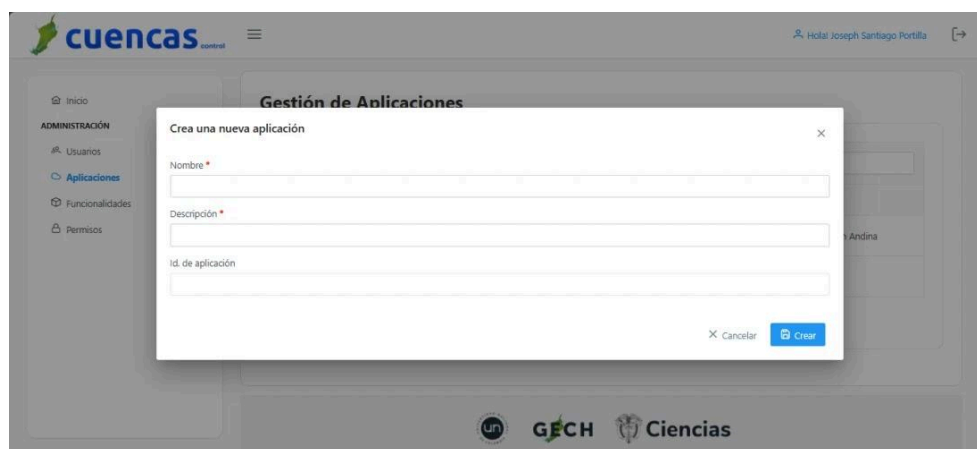 cuencas control
Hola! Joseph Santiago Portilla
Inicio
ADMINISTRACIÓN
Usuarios
Aplicaciones
Funcionalidades
Permisos
Gestión de Aplicaciones
Crea una nueva aplicación
Nombre *
Descripción *
Id. de aplicación
Andina
Cancelar
Crear
un
GECH
Ciencias